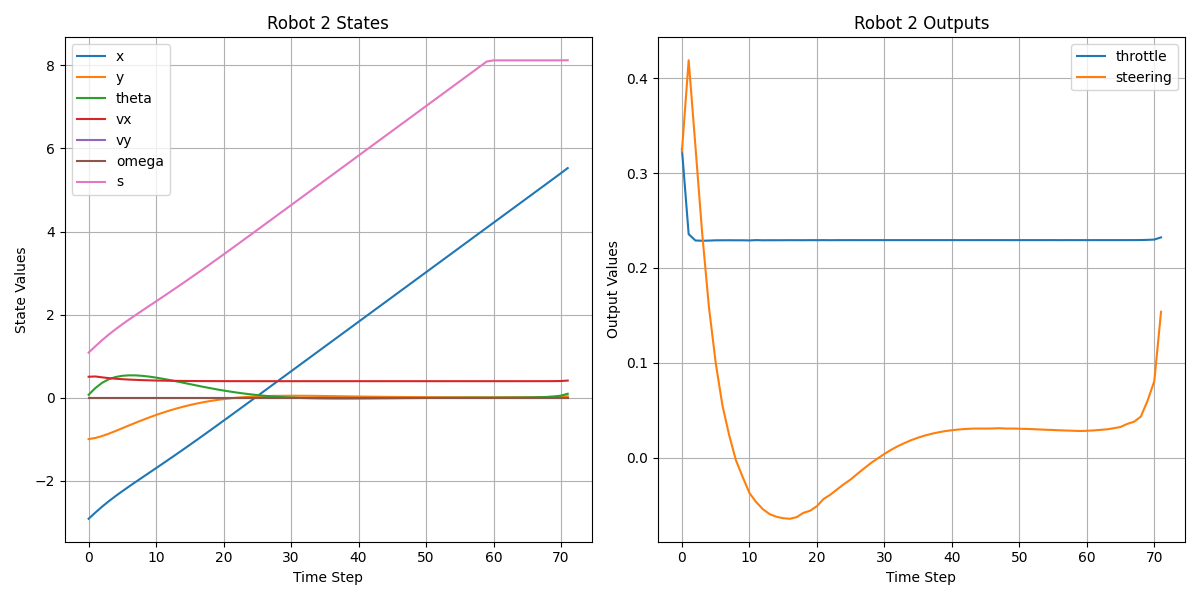 Robot 2 States
State Values
8
6
4
2
0
−2
x
y
theta
vx
vy
omega
s
0 10 20 30 40 50 60 70
Time Step
Robot 2 Outputs
Output Values
0.4
0.3
0.2
0.1
0.0
throttle
steering
0 10 20 30 40 50 60 70
Time Step